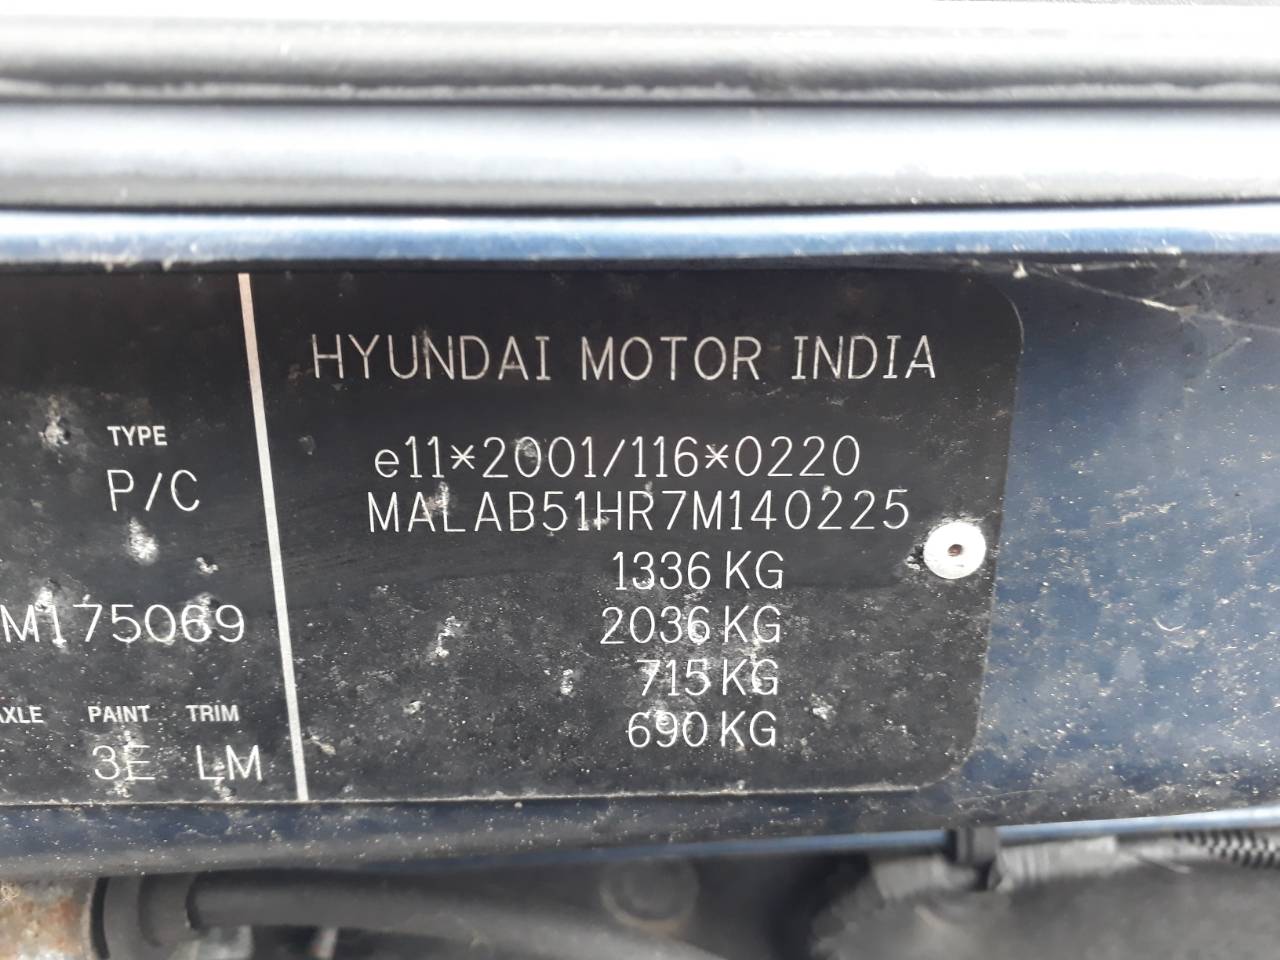 TYPE
P/C
M175069
AXLE PAINT TRIM
3E LM
HYUNDAI MOTOR INDIA
e11*2001/116*0220
MALAB51HR7M140225
1336 KG
2036 KG
715 KG
690 KG